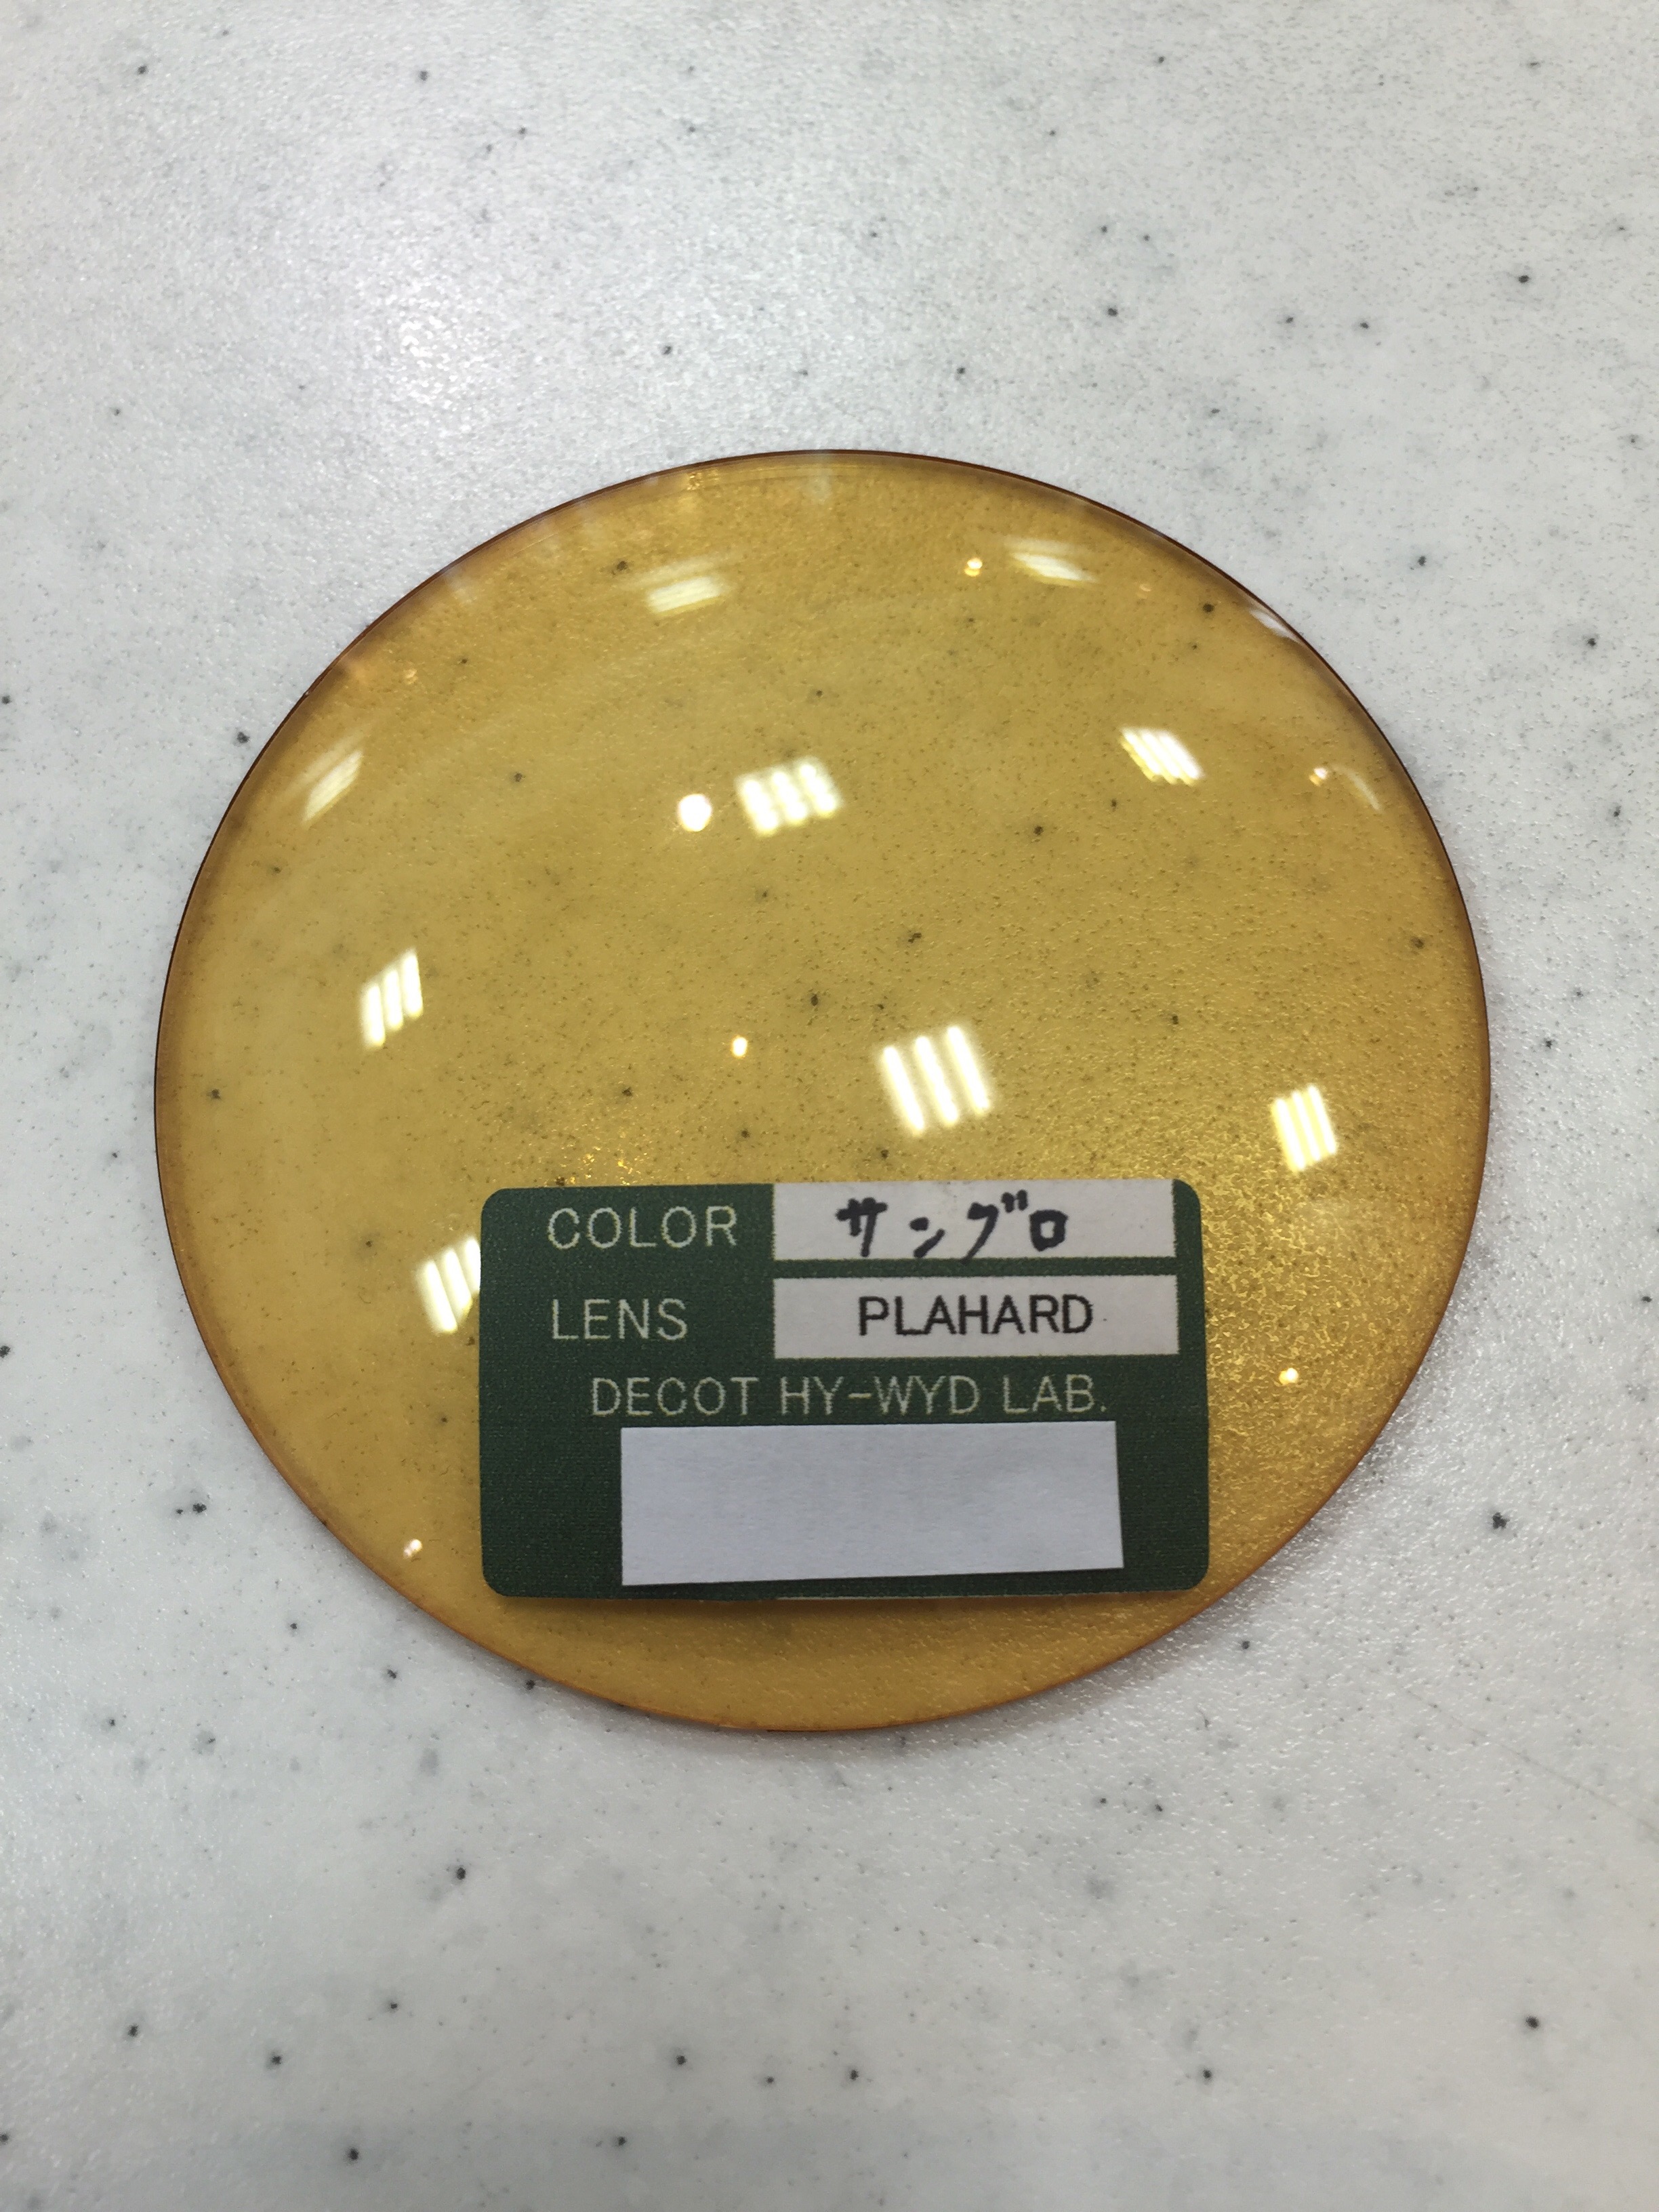 COLOR サングロ
LENS PLAHARD
DECOT HY-WYD LAB.